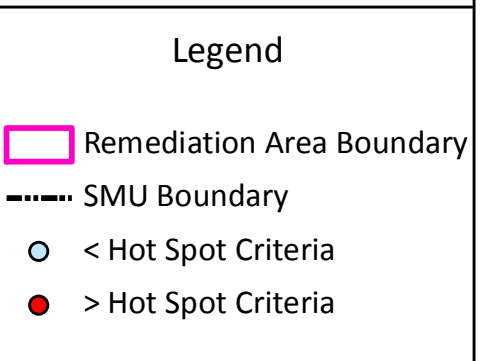 Legend
Remediation Area Boundary
SMU Boundary
< Hot Spot Criteria
> Hot Spot Criteria